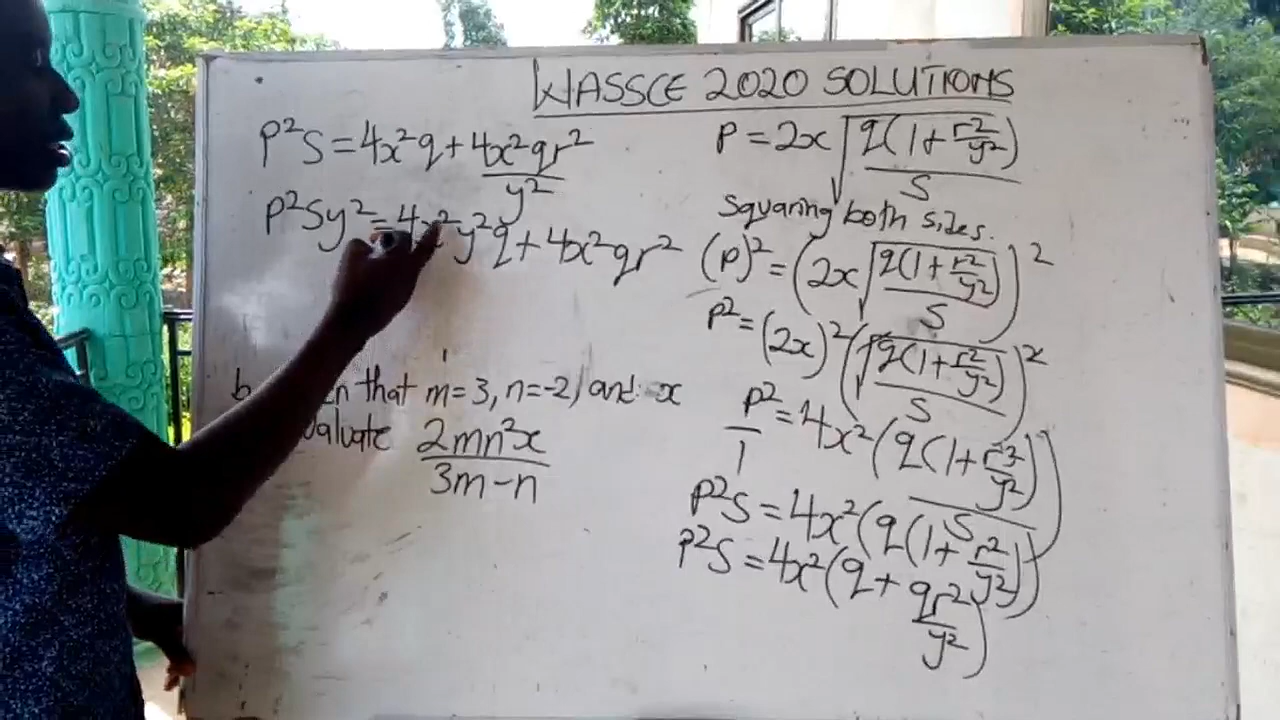 WASSCE 2020 SOLUTIONS
P²S = 4x²q + 4x²qr² / y²
P²Sy² = 4x²y²q + 4x²qr²
b that m=3, n=-2, and x
2mn²x / 3m-n
P = 2x √(q(1+r²/y²) / S)
Squaring both sides.
(P)² = (2x √(q(1+r²/y²) / S))²
P² = (2x)² (√(q(1+r²/y²) / S))²
P²/1 = 4x² (q(1+r²/y²) / S)
P²S = 4x² (q(1+r²/y²))
P²S = 4x² (q + qr²/y²)